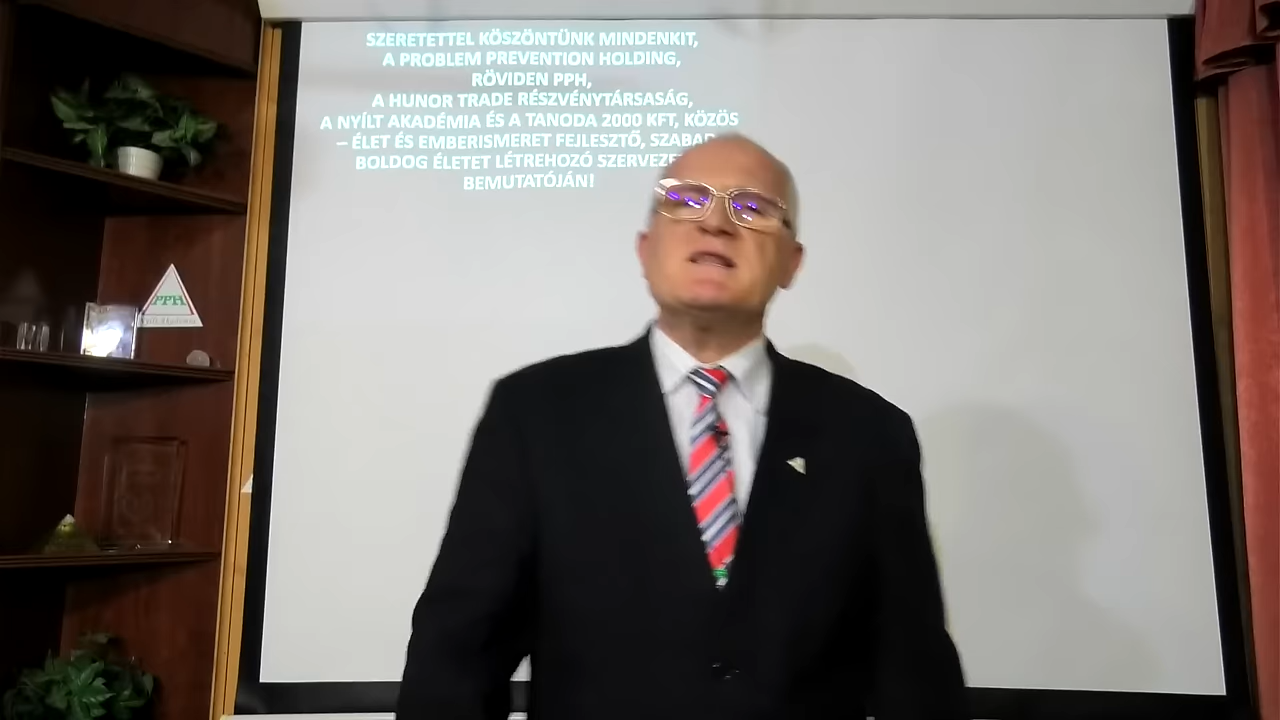 SZERETETTEL KÖSZÖNTÜNK MINDENKIT,
A PROBLEM PREVENTION HOLDING,
RÖVIDEN PPH,
A HUNOR TRADE RÉSZVÉNYTÁRSASÁG,
A NYÍLT AKADÉMIA ÉS A TANODA 2000 KFT, KÖZÖS
– ÉLET ÉS EMBERISMERET FEJLESZTŐ,
BOLDOG ÉLETET LÉTREHOZÓ
BEMUTATÓJÁN!
PPH